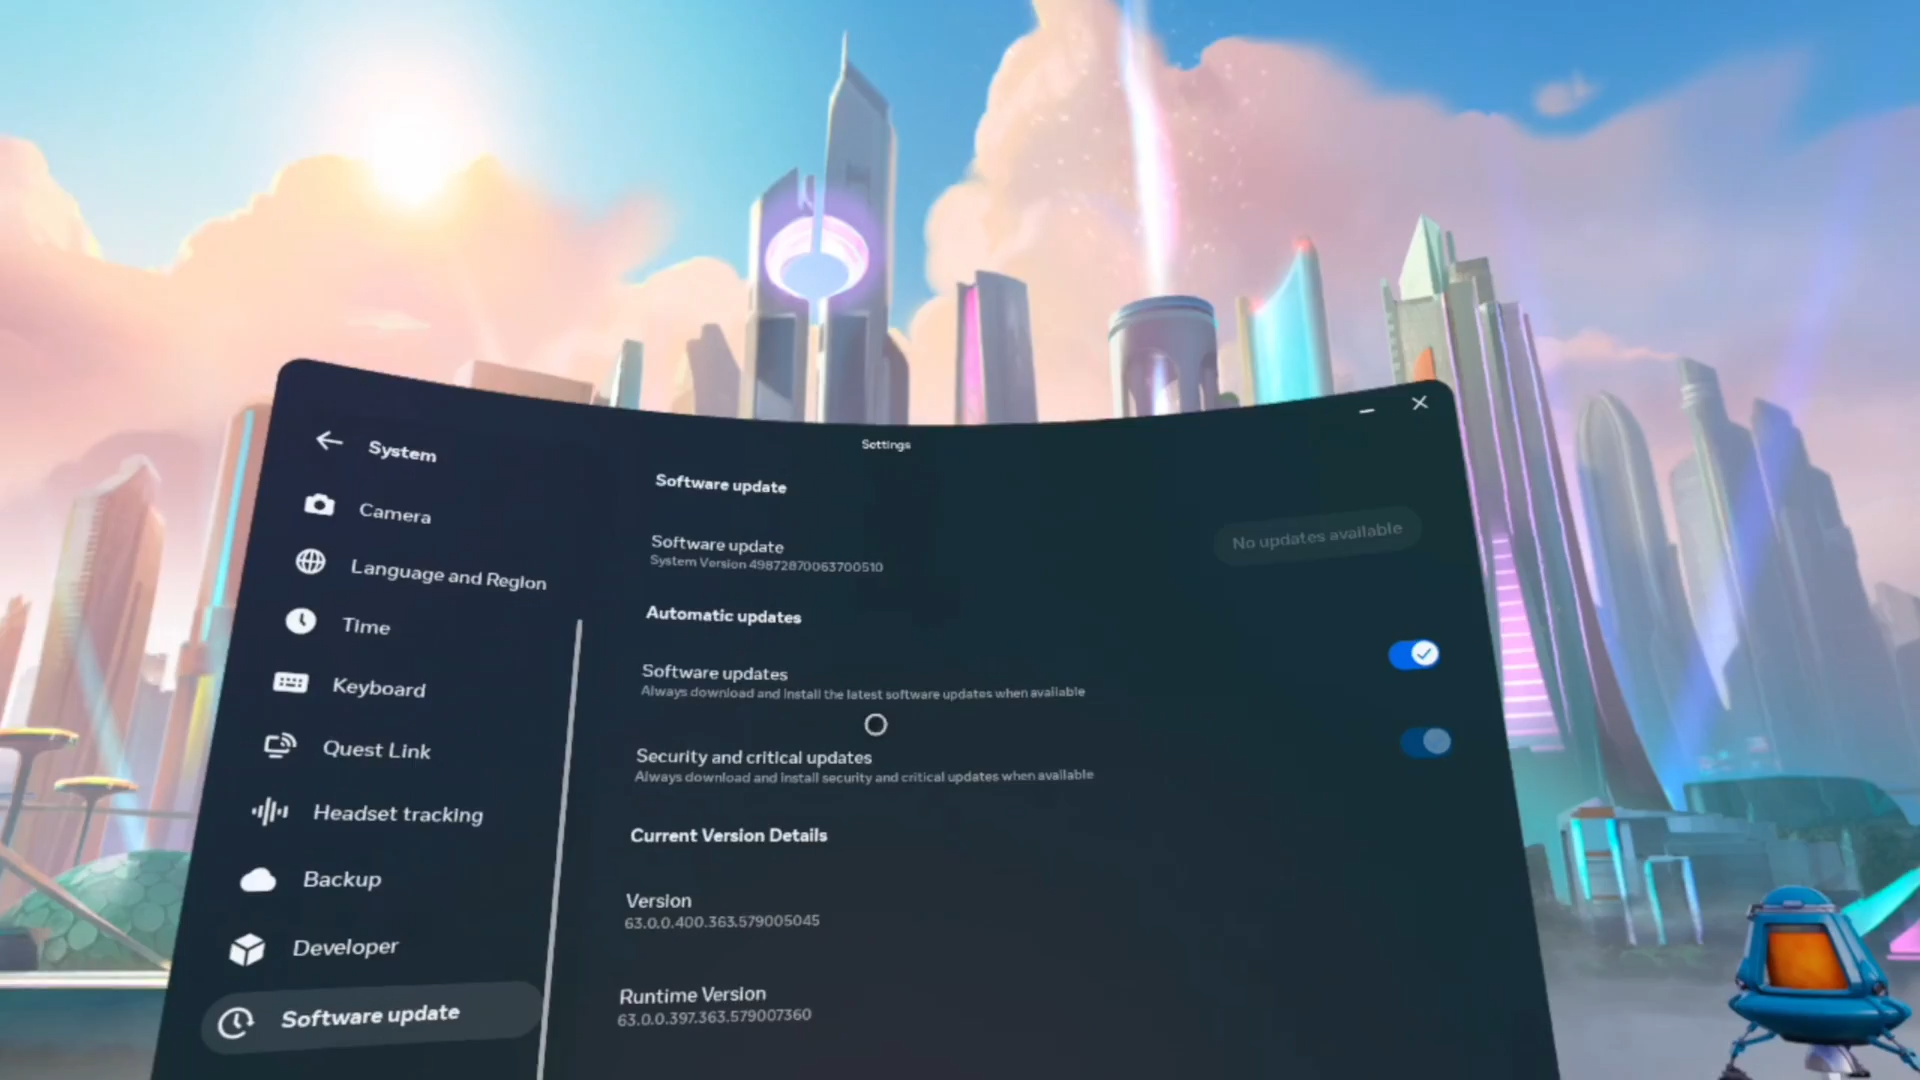 System
Camera
Language and Region
Time
Keyboard
Quest Link
Headset tracking
Backup
Developer
Software update
Settings
Software update
Software update
System Version 49872870063700510
No updates available
Automatic updates
Software updates
Always download and install the latest software updates when available
Security and critical updates
Always download and install security and critical updates when available
Current Version Details
Version
63.0.0.400.363.579005045
Runtime Version
63.0.0.397.363.579007360